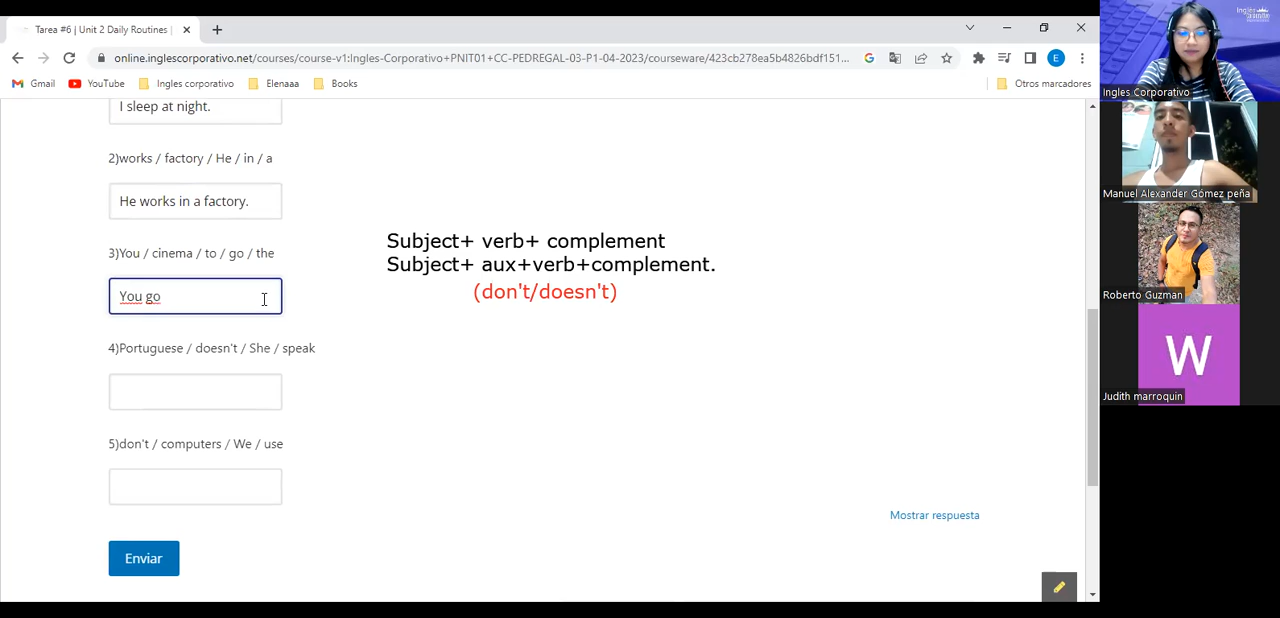 Tarea #6 | Unit 2 Daily Routines |
online.inglescorporativo.net/courses/course-v1:Ingles-Corporativo+PNIT01+CC-PEDREGAL-03-P1-04-2023/courseware/423cb278ea5b4826bdf151...
E
Gmail YouTube Ingles corporativo Elenaaa Books Otros marcadores
I sleep at night.
2)works / factory / He / in / a
He works in a factory.
3)You / cinema / to / go / the
You go
4)Portuguese / doesn't / She / speak
5)don't / computers / We / use
Enviar
Subject+ verb+ complement
Subject+ aux+verb+complement.
(don't/doesn't)
Mostrar respuesta
Ingles Corporativo
Manuel Alexander Gómez peña
Roberto Guzman
W
Judith marroquin